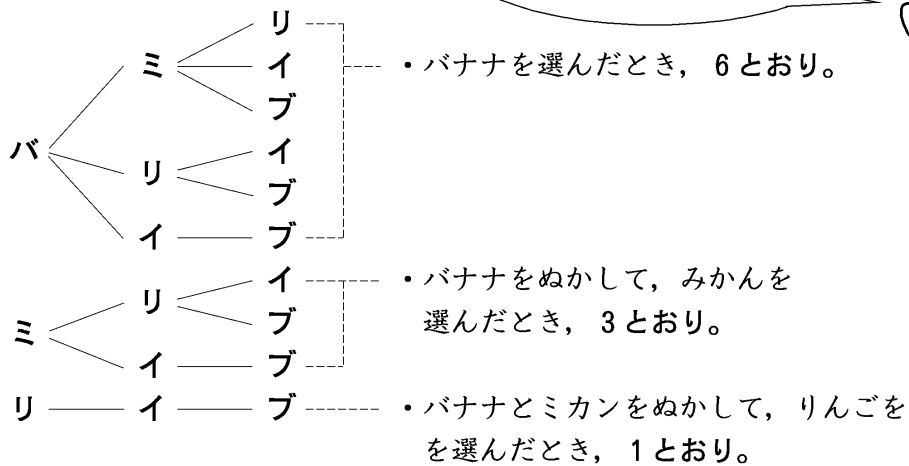 リ
ミ イ ・バナナを選んだとき，6とおり。
ブ
バ イ
リ
ブ
イ ブ
イ ・バナナをぬかして，みかんを
リ
選んだとき，3とおり。
ミ ブ
イ ブ
リ イ ブ ・バナナとミカンをぬかして，りんごを
を選んだとき，1とおり。